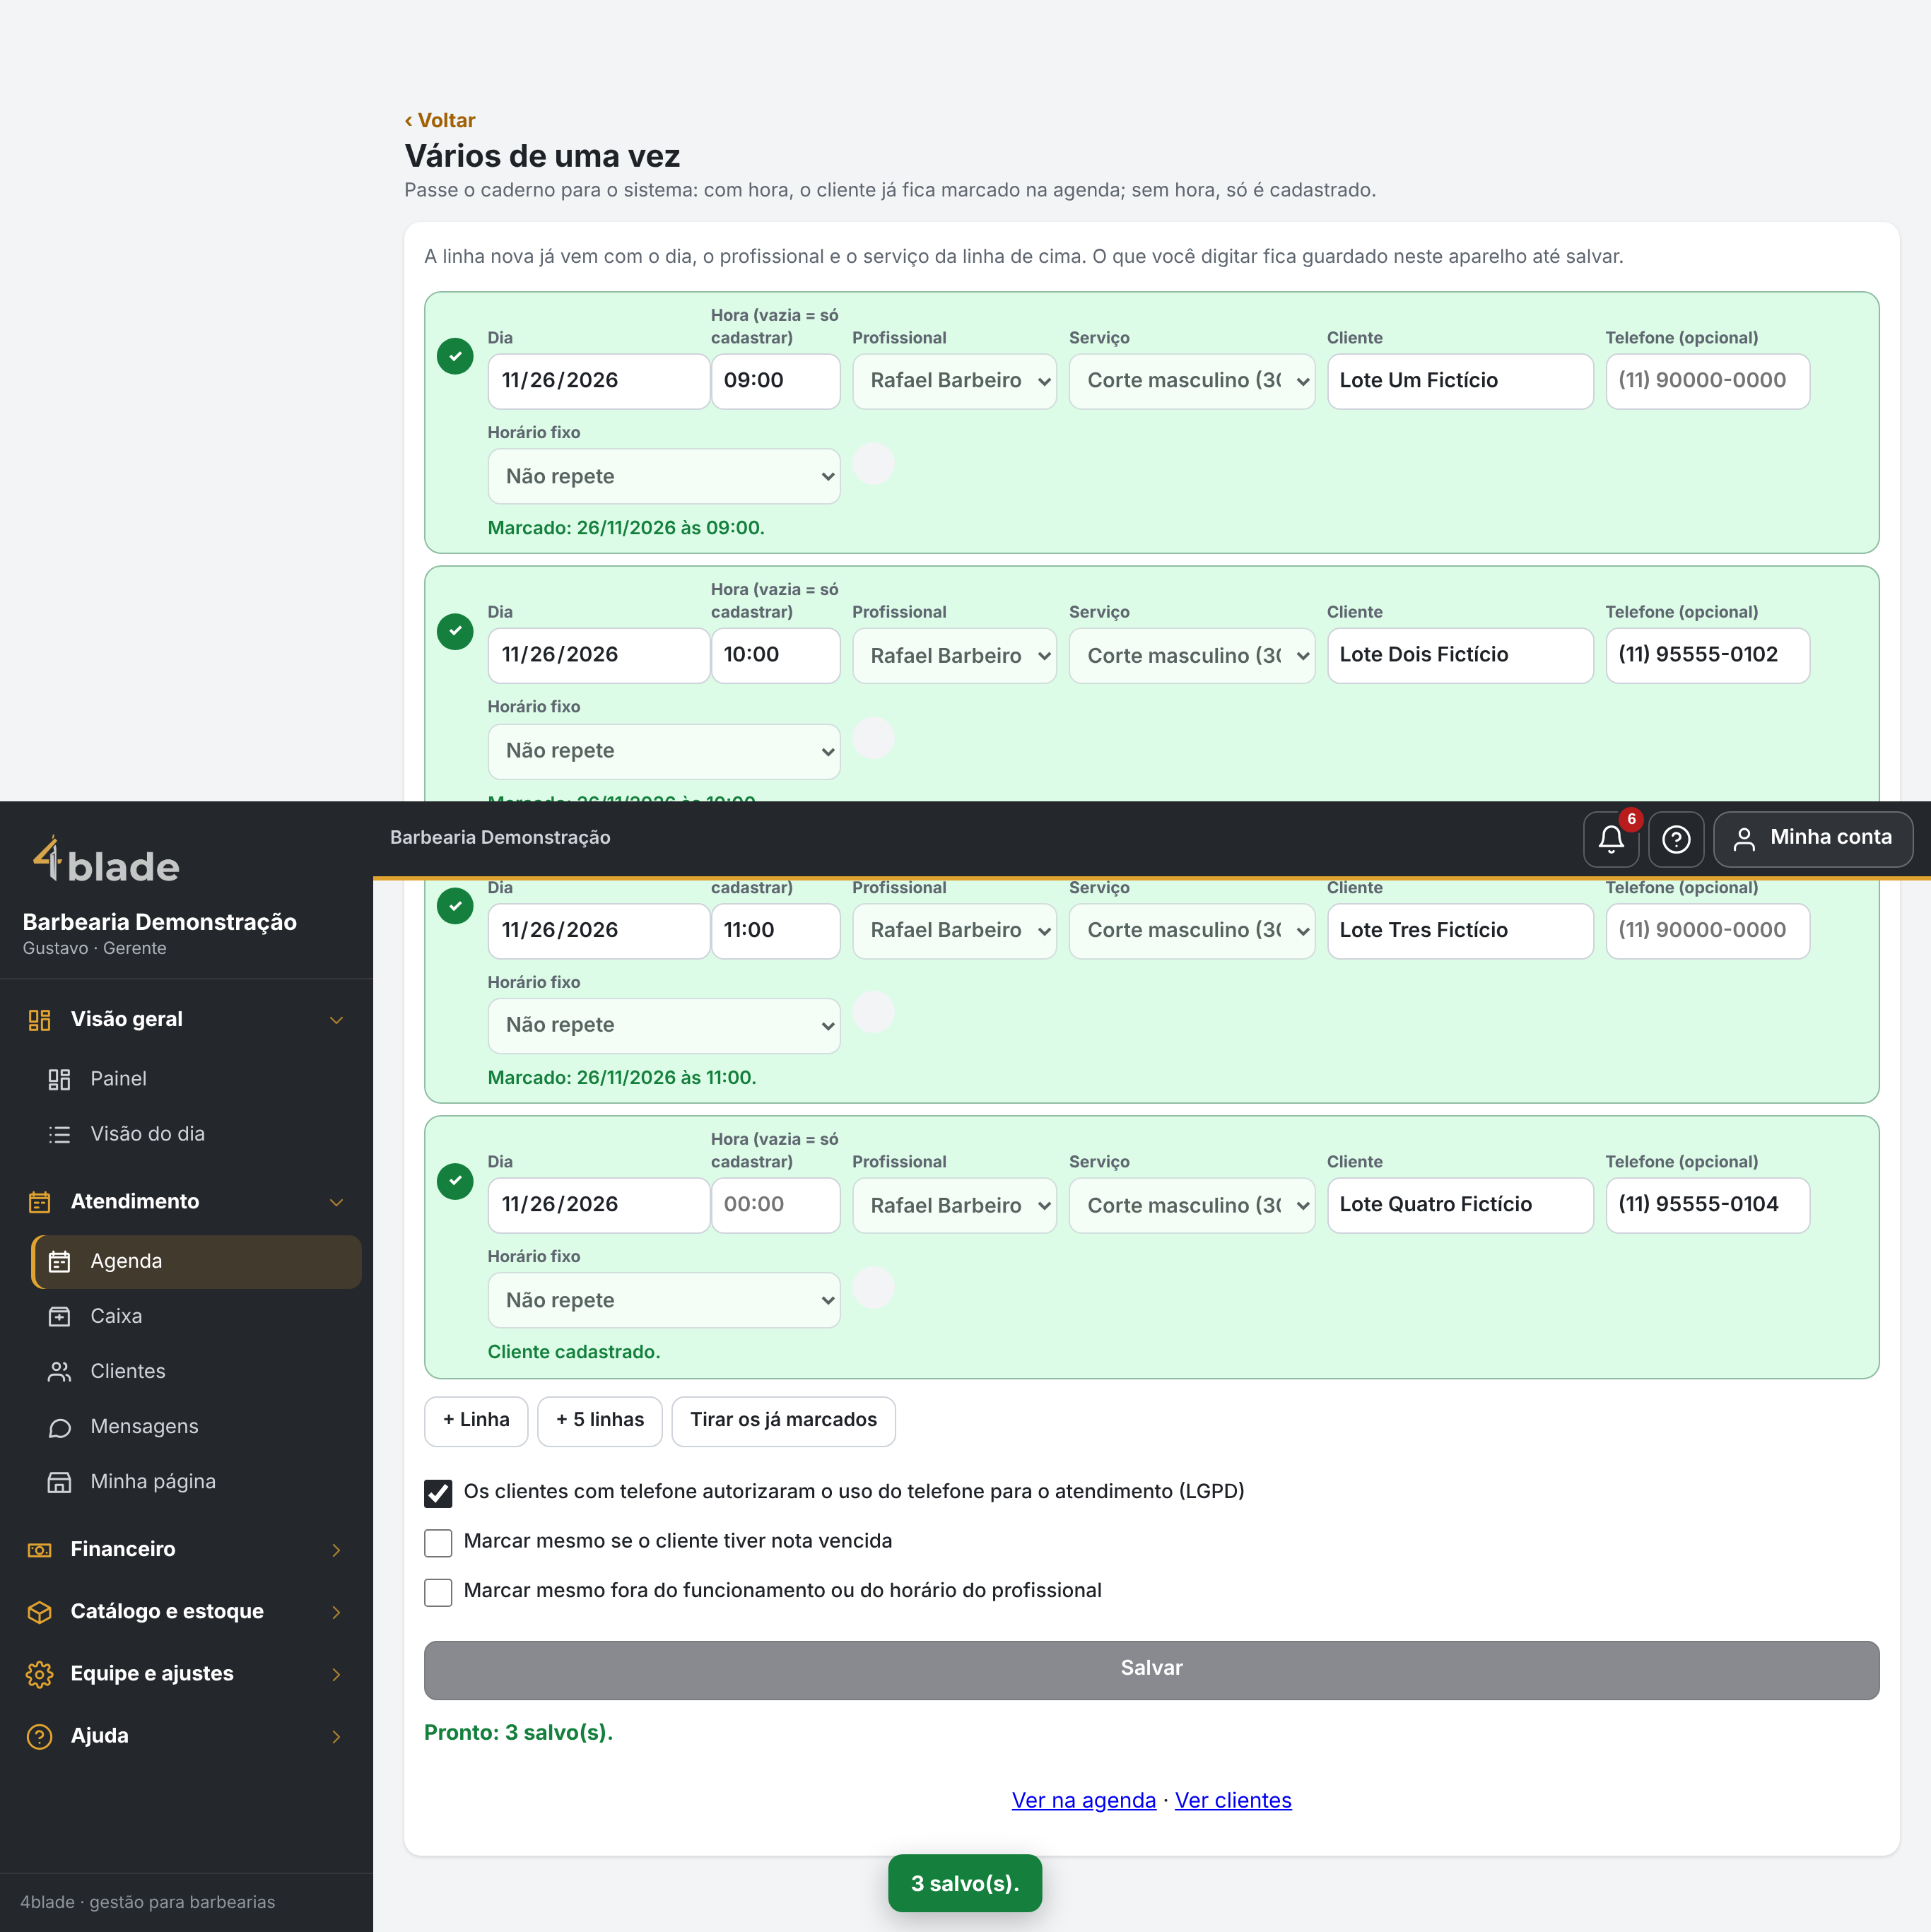 ‹ Voltar
Vários de uma vez
Passe o caderno para o sistema: com hora, o cliente já fica marcado na agenda; sem hora, só é cadastrado.
A linha nova já vem com o dia, o profissional e o serviço da linha de cima. O que você digitar fica guardado neste aparelho até salvar.
Dia
Hora (vazia = só
cadastrar)
Profissional
Serviço
Cliente
Telefone (opcional)
11/26/2026
09:00
Rafael Barbeiro
Corte masculino (30
Lote Um Fictício
(11) 90000-0000
Horário fixo
Não repete
Marcado: 26/11/2026 às 09:00.
Dia
Hora (vazia = só
cadastrar)
Profissional
Serviço
Cliente
Telefone (opcional)
11/26/2026
10:00
Rafael Barbeiro
Corte masculino (30
Lote Dois Fictício
(11) 95555-0102
Horário fixo
Não repete
Marcado: 26/11/2026 às 10:00.
4blade
Barbearia Demonstração
6
Minha conta
Barbearia Demonstração
Gustavo · Gerente
Visão geral
Painel
Visão do dia
Atendimento
Agenda
Caixa
Clientes
Mensagens
Minha página
Financeiro
Catálogo e estoque
Equipe e ajustes
Ajuda
4blade · gestão para barbearias
Dia
cadastrar)
Profissional
Serviço
Cliente
Telefone (opcional)
11/26/2026
11:00
Rafael Barbeiro
Corte masculino (30
Lote Tres Fictício
(11) 90000-0000
Horário fixo
Não repete
Marcado: 26/11/2026 às 11:00.
Dia
Hora (vazia = só
cadastrar)
Profissional
Serviço
Cliente
Telefone (opcional)
11/26/2026
00:00
Rafael Barbeiro
Corte masculino (30
Lote Quatro Fictício
(11) 95555-0104
Horário fixo
Não repete
Cliente cadastrado.
+ Linha
+ 5 linhas
Tirar os já marcados
Os clientes com telefone autorizaram o uso do telefone para o atendimento (LGPD)
Marcar mesmo se o cliente tiver nota vencida
Marcar mesmo fora do funcionamento ou do horário do profissional
Salvar
Pronto: 3 salvo(s).
Ver na agenda · Ver clientes
3 salvo(s).